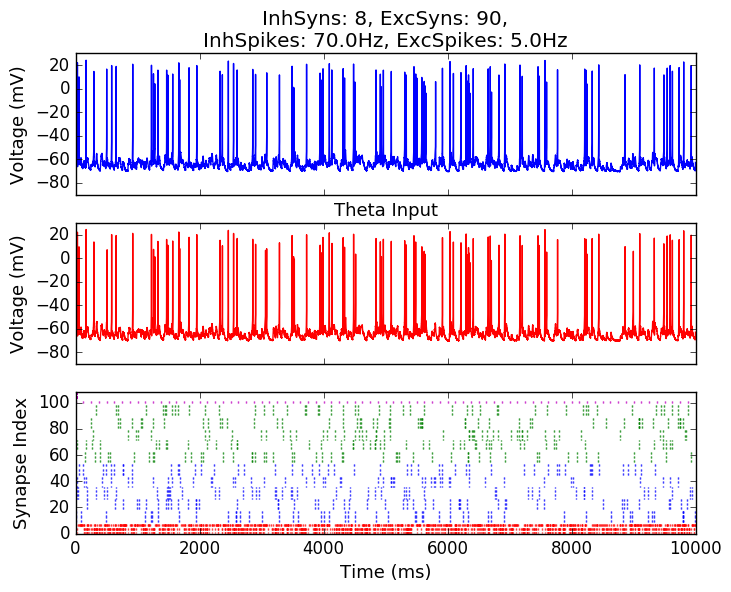 InhSyns: 8, ExcSyns: 90,
InhSpikes: 70.0Hz, ExcSpikes: 5.0Hz
20
0
−20
−40
−60
−80
Voltage (mV)
Theta Input
20
0
−20
−40
−60
−80
Voltage (mV)
100
80
60
40
20
0
Synapse Index
0 2000 4000 6000 8000 10000
Time (ms)